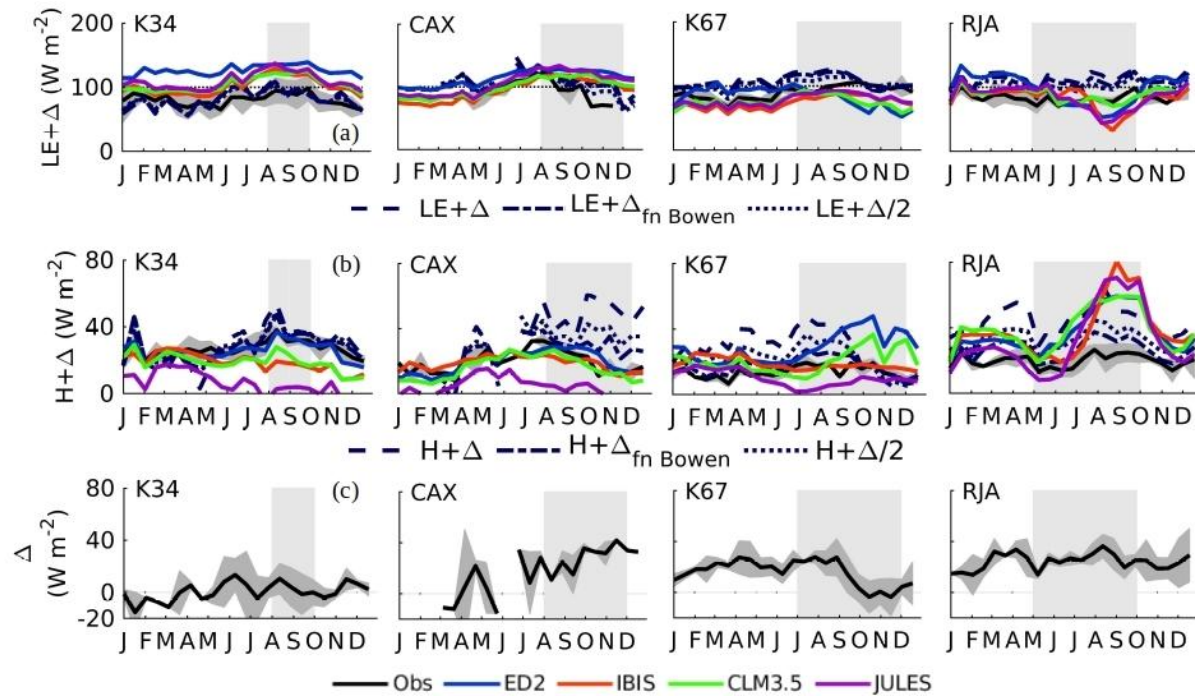 K34 CAX K67 RJA
LE+Δ (W m-2)
200
150
100
0
(a)
J F M A M J J A S O N D J F M A M J J A S O N D J F M A M J J A S O N D J F M A M J J A S O N D
LE+Δ LE+Δfn Bowen LE+Δ/2
K34 (b) CAX K67 RJA
H+Δ (W m-2)
80
40
0
J F M A M J J A S O N D J F M A M J J A S O N D J F M A M J J A S O N D J F M A M J J A S O N D
H+Δ H+Δfn Bowen H+Δ/2
K34 (c) CAX K67 RJA
Δ
(W m-2)
80
40
0
-20
J F M A M J J A S O N D J F M A M J J A S O N D J F M A M J J A S O N D J F M A M J J A S O N D
Obs ED2 IBIS CLM3.5 JULES